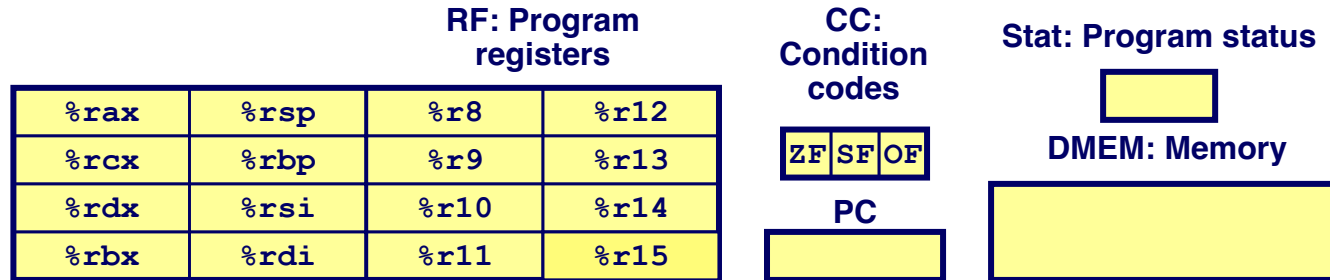 RF: Program
registers
%rax %rsp %r8 %r12
%rcx %rbp %r9 %r13
%rdx %rsi %r10 %r14
%rbx %rdi %r11 %r15
CC:
Condition
codes
ZF SF OF
PC
Stat: Program status
DMEM: Memory